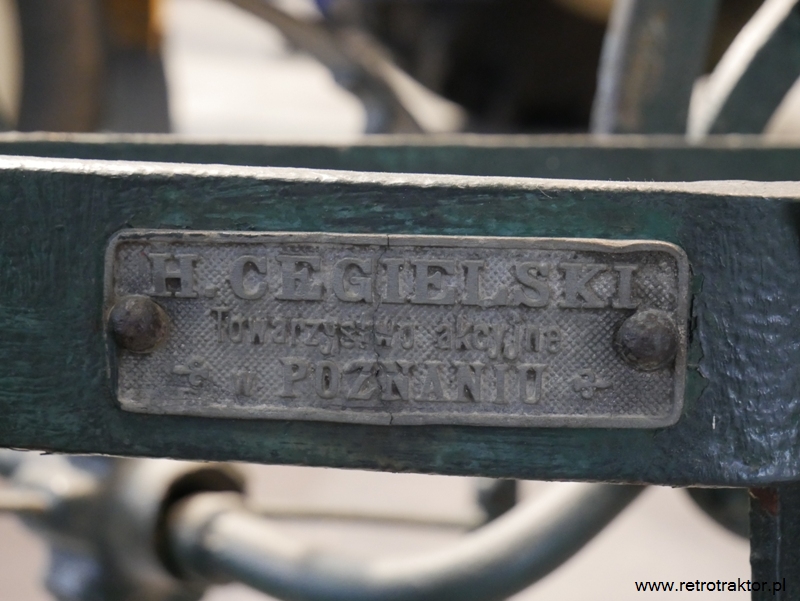 H. CEGIELSKI
Towarzystwo akcyjne
w POZNANIU
www.retrotraktor.pl